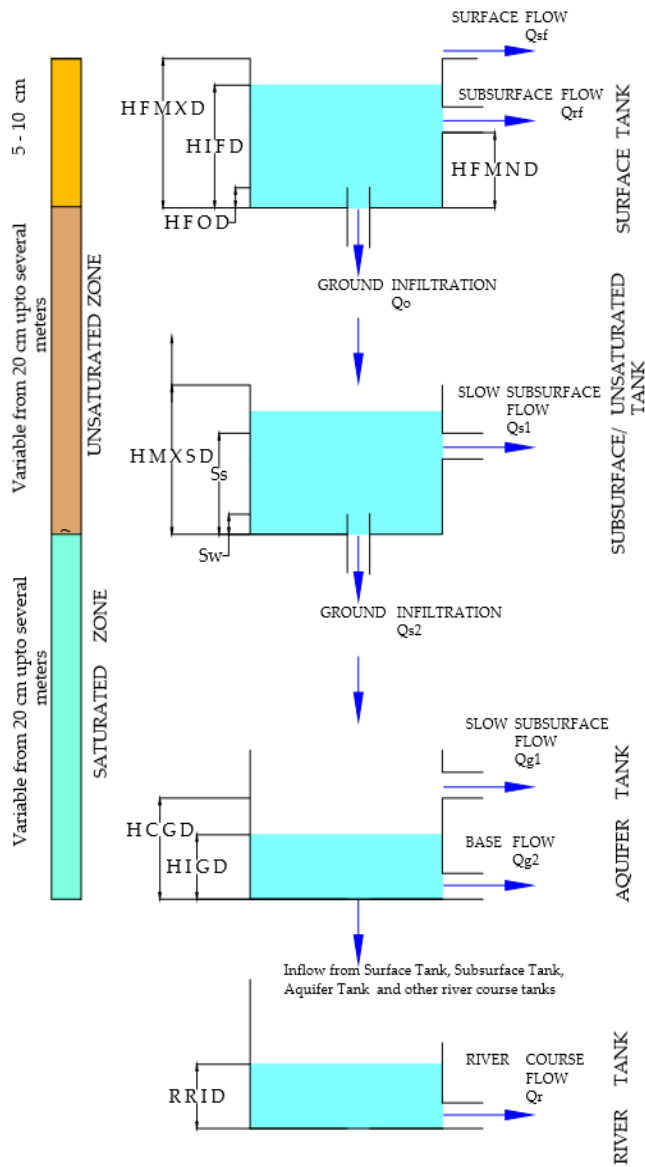 SURFACE FLOW
Qsf
5 - 10 cm
HFMXD
HIFD
HFOD
SUBSURFACE FLOW
Qrf
HFMND
SURFACE TANK
GROUND INFILTRATION
Qo
Variable from 20 cm upto several
meters
UNSATURATED ZONE
HMXSD
Ss
Sw
SLOW SUBSURFACE
FLOW
Qs1
SUBSURFACE/ UNSATURATED
TANK
~
GROUND INFILTRATION
Qs2
Variable from 20 cm upto several
meters
SATURATED ZONE
SLOW SUBSURFACE
FLOW
Qg1
HCGD
HIGD
BASE FLOW
Qg2
AQUIFER TANK
Inflow from Surface Tank, Subsurface Tank,
Aquifer Tank and other river course tanks
RRID
RIVER COURSE
FLOW
Qr
RIVER TANK